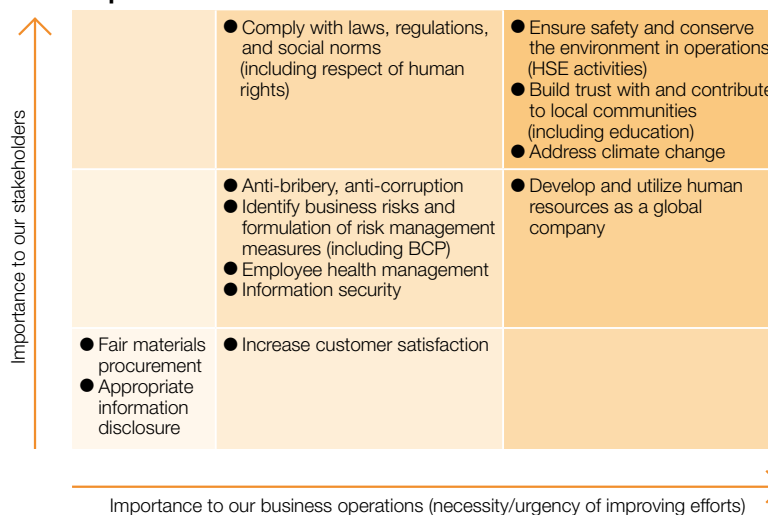 ● Comply with laws, regulations,
and social norms
(including respect of human
rights)
● Ensure safety and conserve
the environment in operations
(HSE activities)
● Build trust with and contribute
to local communities
(including education)
● Address climate change
● Anti-bribery, anti-corruption
● Identify business risks and
formulation of risk management
measures (including BCP)
● Employee health management
● Information security
● Develop and utilize human
resources as a global
company
● Fair materials
procurement
● Appropriate
information
disclosure
● Increase customer satisfaction
Importance to our stakeholders
Importance to our business operations (necessity/urgency of improving efforts)